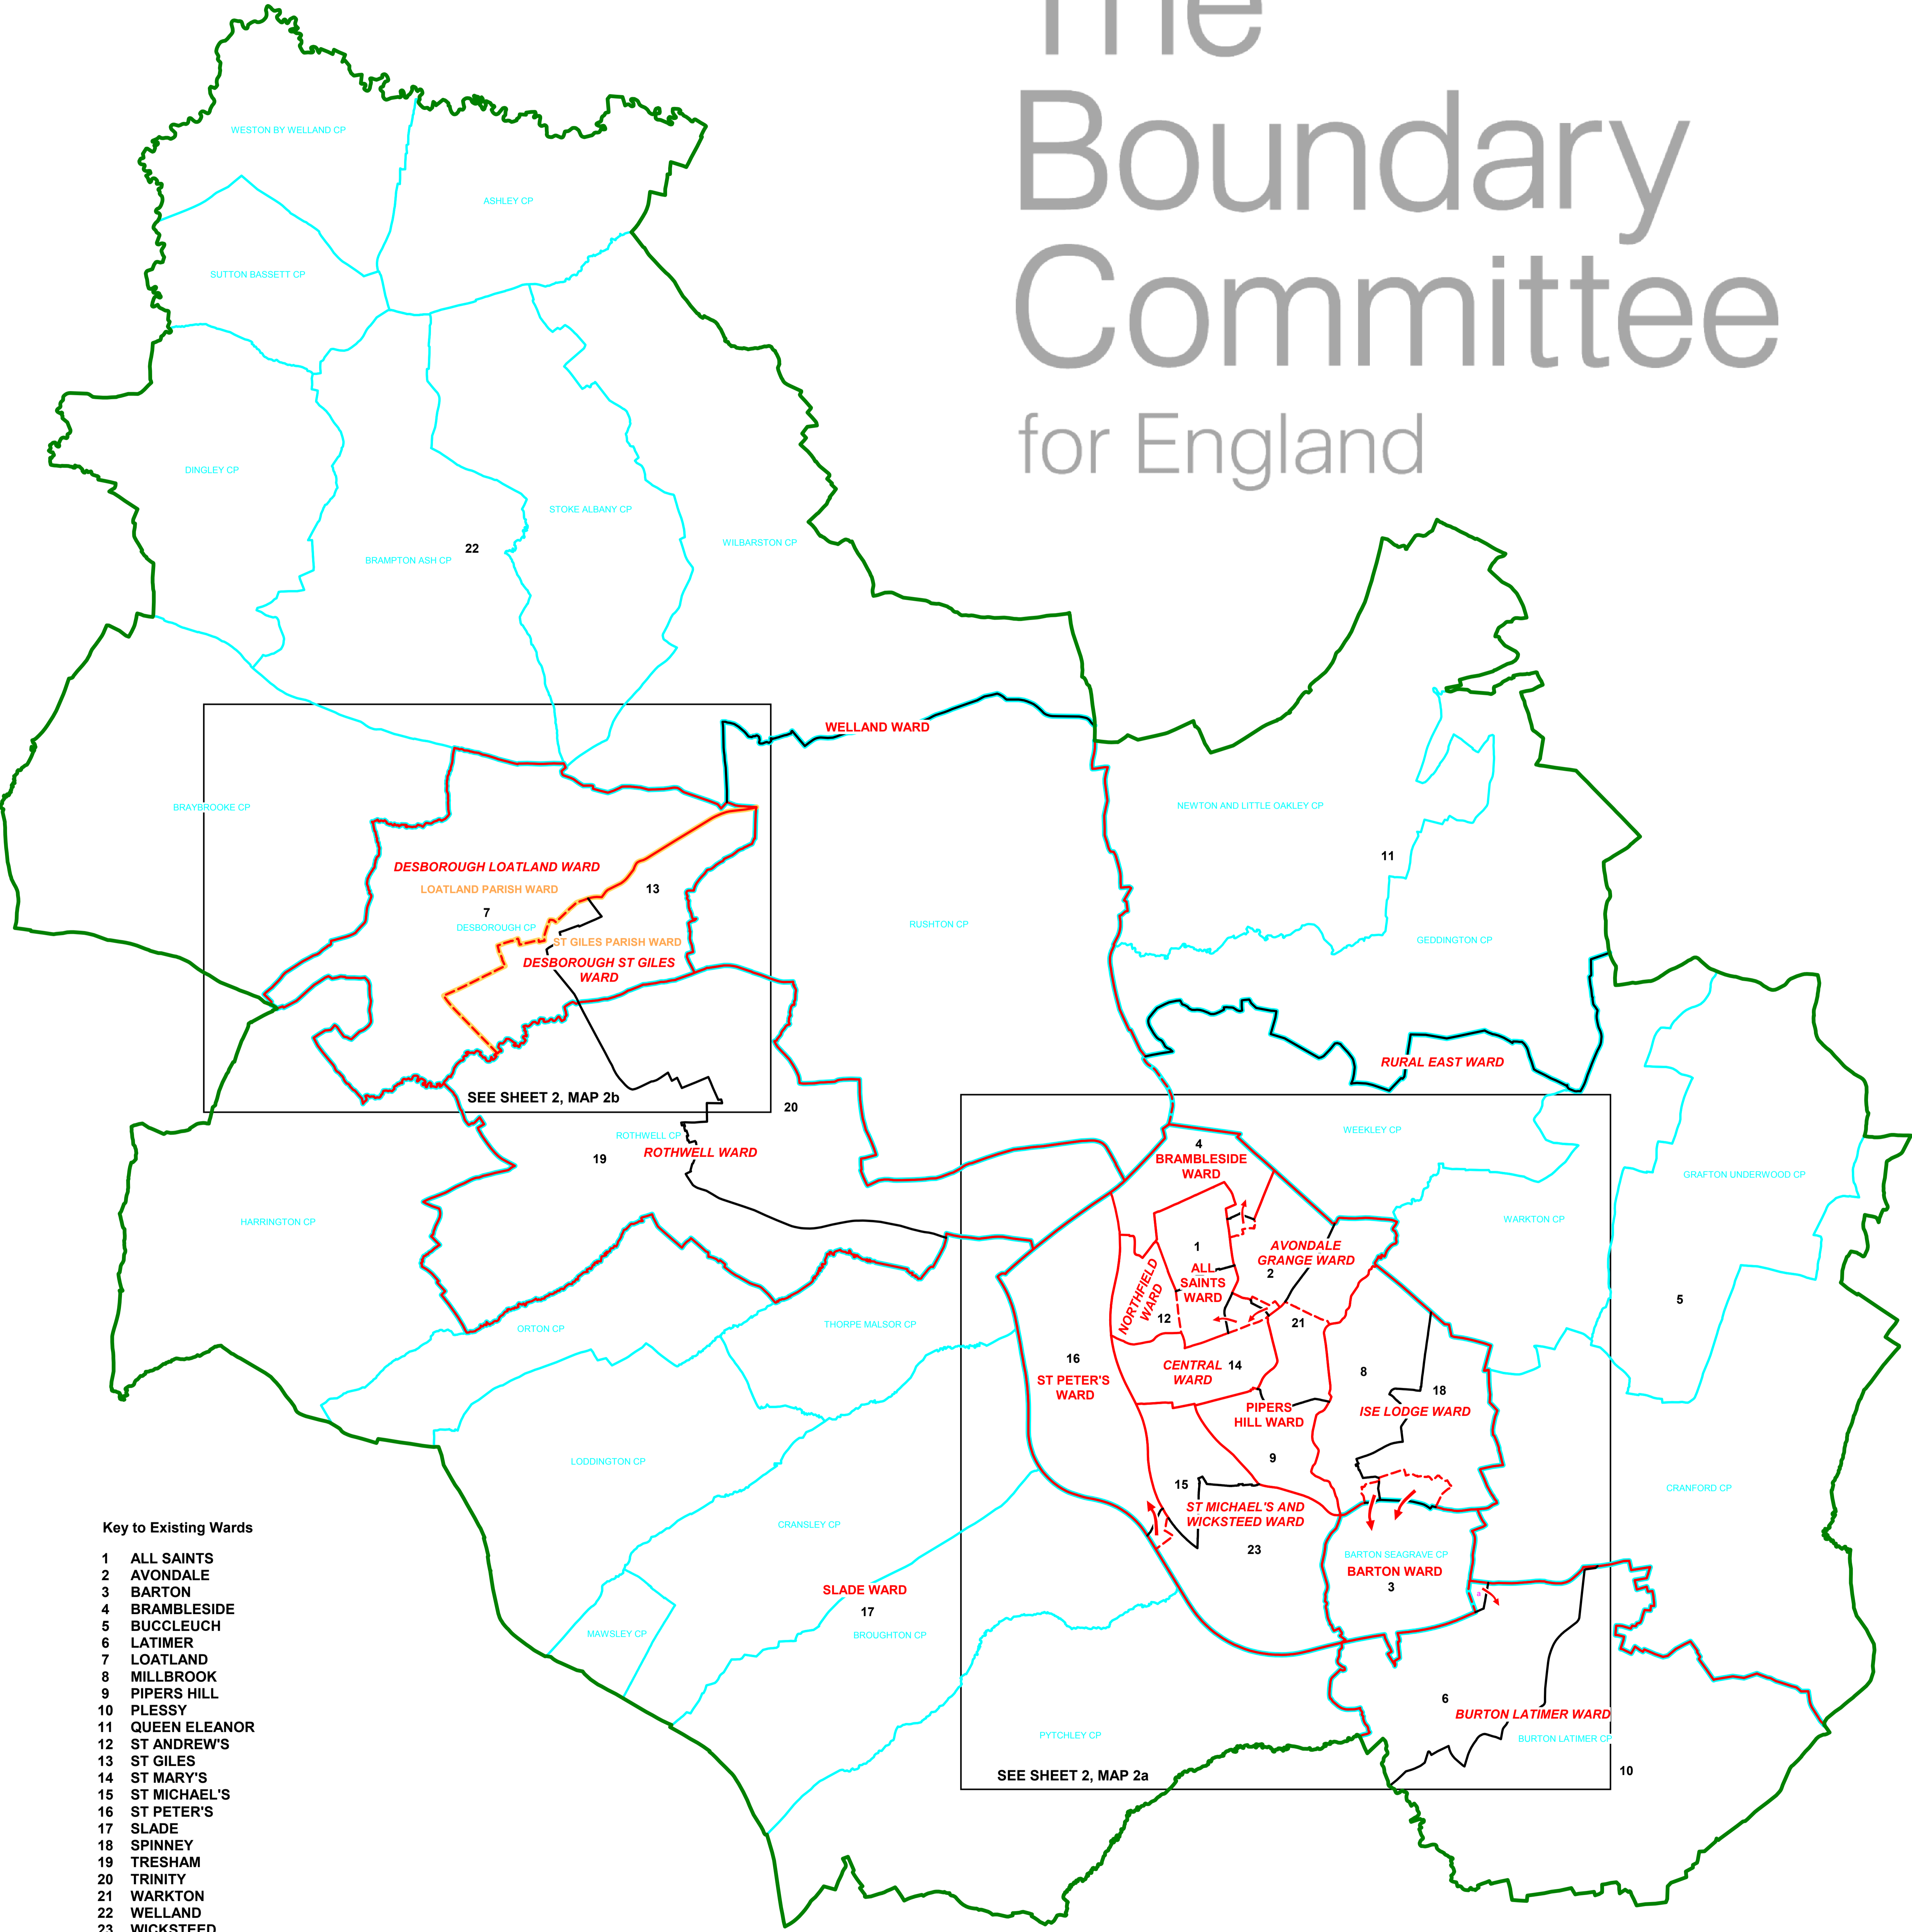 The
Boundary
Committee
for England
WESTON BY WELLAND CP
ASHLEY CP
SUTTON BASSETT CP
DINGLEY CP
STOKE ALBANY CP
WILBARSTON CP
22
BRAMPTON ASH CP
WELLAND WARD
BRAYBROOKE CP
NEWTON AND LITTLE OAKLEY CP
11
DESBOROUGH LOATLAND WARD
LOATLAND PARISH WARD
13
7
DESBOROUGH CP
RUSHTON CP
ST GILES PARISH WARD
GEDDINGTON CP
DESBOROUGH ST GILES
WARD
RURAL EAST WARD
SEE SHEET 2, MAP 2b
20
ROTHWELL CP
ROTHWELL WARD
19
WEEKLEY CP
4
BRAMBLESIDE
WARD
GRAFTON UNDERWOOD CP
HARRINGTON CP
WARKTON CP
1
ALL
SAINTS
WARD
AVONDALE
GRANGE WARD
2
NORTHFIELD
WARD
12
21
5
ORTON CP
THORPE MALSOR CP
16
ST PETER'S
WARD
CENTRAL
WARD
14
8
18
PIPERS
HILL WARD
ISE LODGE WARD
9
LODDINGTON CP
15
CRANFORD CP
ST MICHAEL'S AND
WICKSTEED WARD
CRANSLEY CP
23
BARTON SEAGRAVE CP
BARTON WARD
3
a
SLADE WARD
17
MAWSLEY CP
BROUGHTON CP
6
BURTON LATIMER WARD
PYTCHLEY CP
BURTON LATIMER CP
SEE SHEET 2, MAP 2a
10
Key to Existing Wards
1 ALL SAINTS
2 AVONDALE
3 BARTON
4 BRAMBLESIDE
5 BUCCLEUCH
6 LATIMER
7 LOATLAND
8 MILLBROOK
9 PIPERS HILL
10 PLESSY
11 QUEEN ELEANOR
12 ST ANDREW'S
13 ST GILES
14 ST MARY'S
15 ST MICHAEL'S
16 ST PETER'S
17 SLADE
18 SPINNEY
19 TRESHAM
20 TRINITY
21 WARKTON
22 WELLAND
23 WICKSTEED